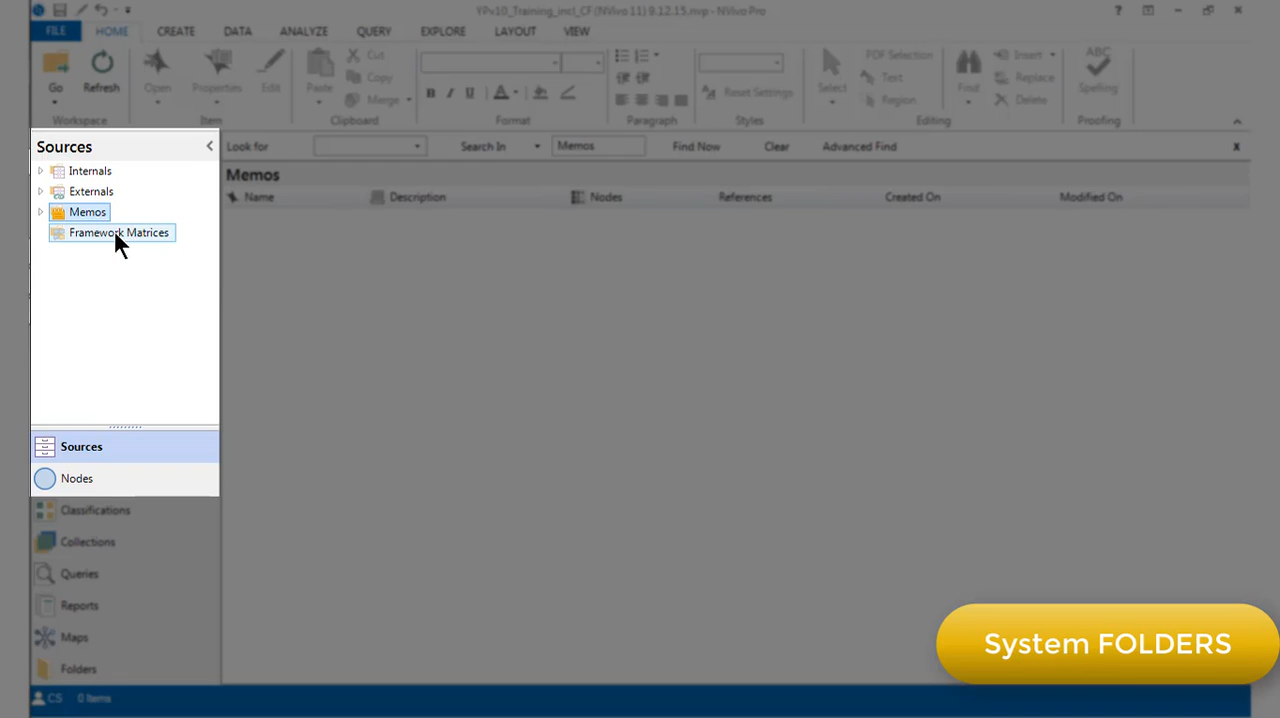 YPv10_Training_incl_CF (NVivo 11) 9.12.15.nvp - NVivo Pro
FILE HOME CREATE DATA ANALYZE QUERY EXPLORE LAYOUT VIEW
Go Refresh Open Properties Edit Paste Cut Copy Merge
B I U A
Reset Settings
Select PDF Selection Text Region Find Insert Replace Delete ABC Spelling
Workspace Item Clipboard Format Paragraph Styles Editing Proofing
Sources
Look for Search In Memos Find Now Clear Advanced Find x
Internals
Externals
Memos
Framework Matrices
Memos
Name Description Nodes References Created On Modified On
Sources
Nodes
Classifications
Collections
Queries
Reports
Maps
Folders
System FOLDERS
CS 0 Items